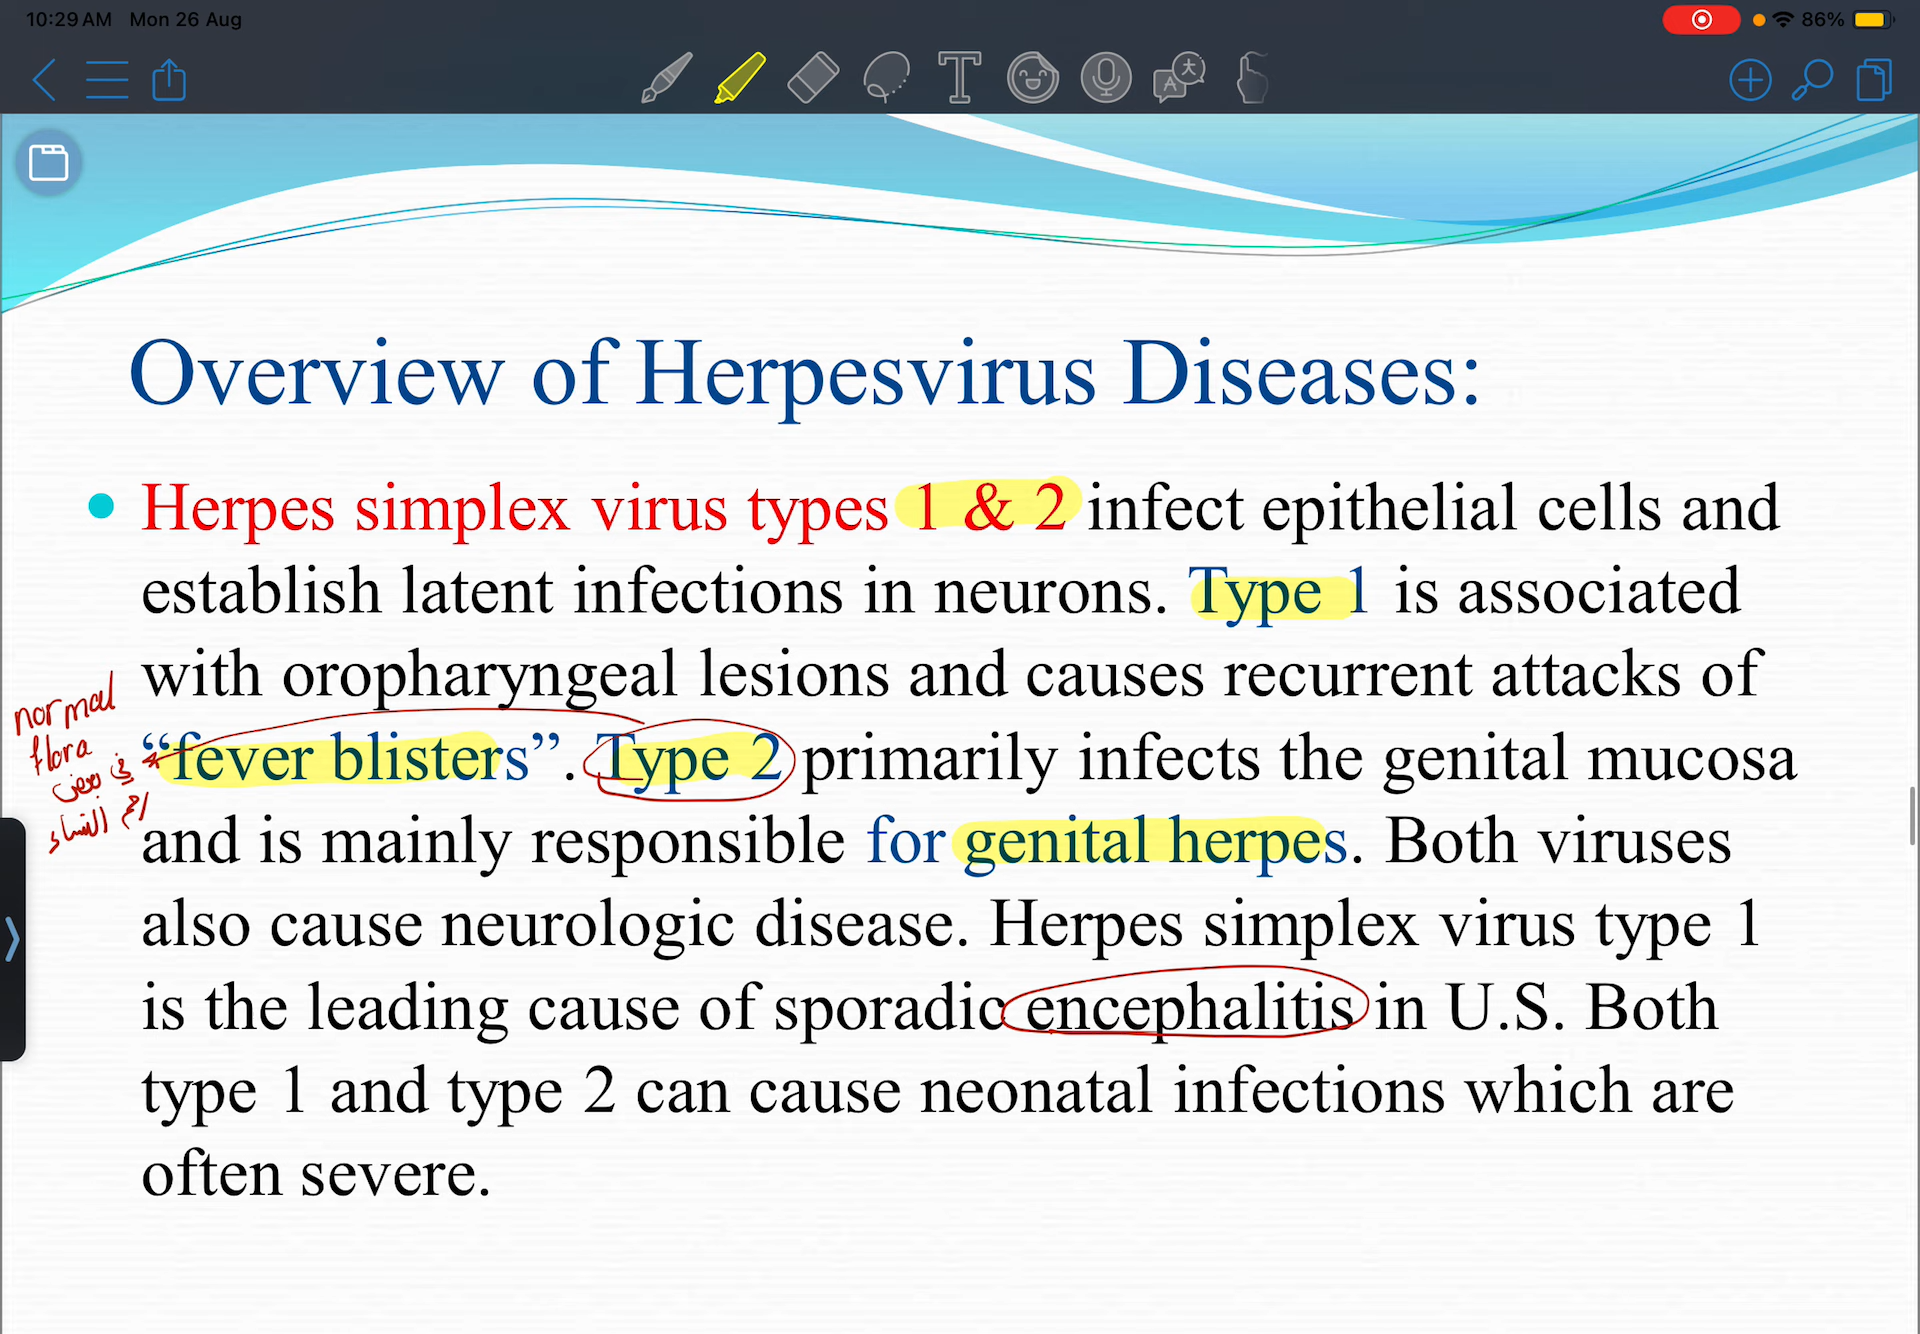 10:29 AM Mon 26 Aug
86%
Overview of Herpesvirus Diseases:
Herpes simplex virus types 1 & 2 infect epithelial cells and
establish latent infections in neurons. Type 1 is associated
with oropharyngeal lesions and causes recurrent attacks of
“fever blisters”. Type 2 primarily infects the genital mucosa
and is mainly responsible for genital herpes. Both viruses
also cause neurologic disease. Herpes simplex virus type 1
is the leading cause of sporadic encephalitis in U.S. Both
type 1 and type 2 can cause neonatal infections which are
often severe.
normal
flora
في بعض
رحم النساء